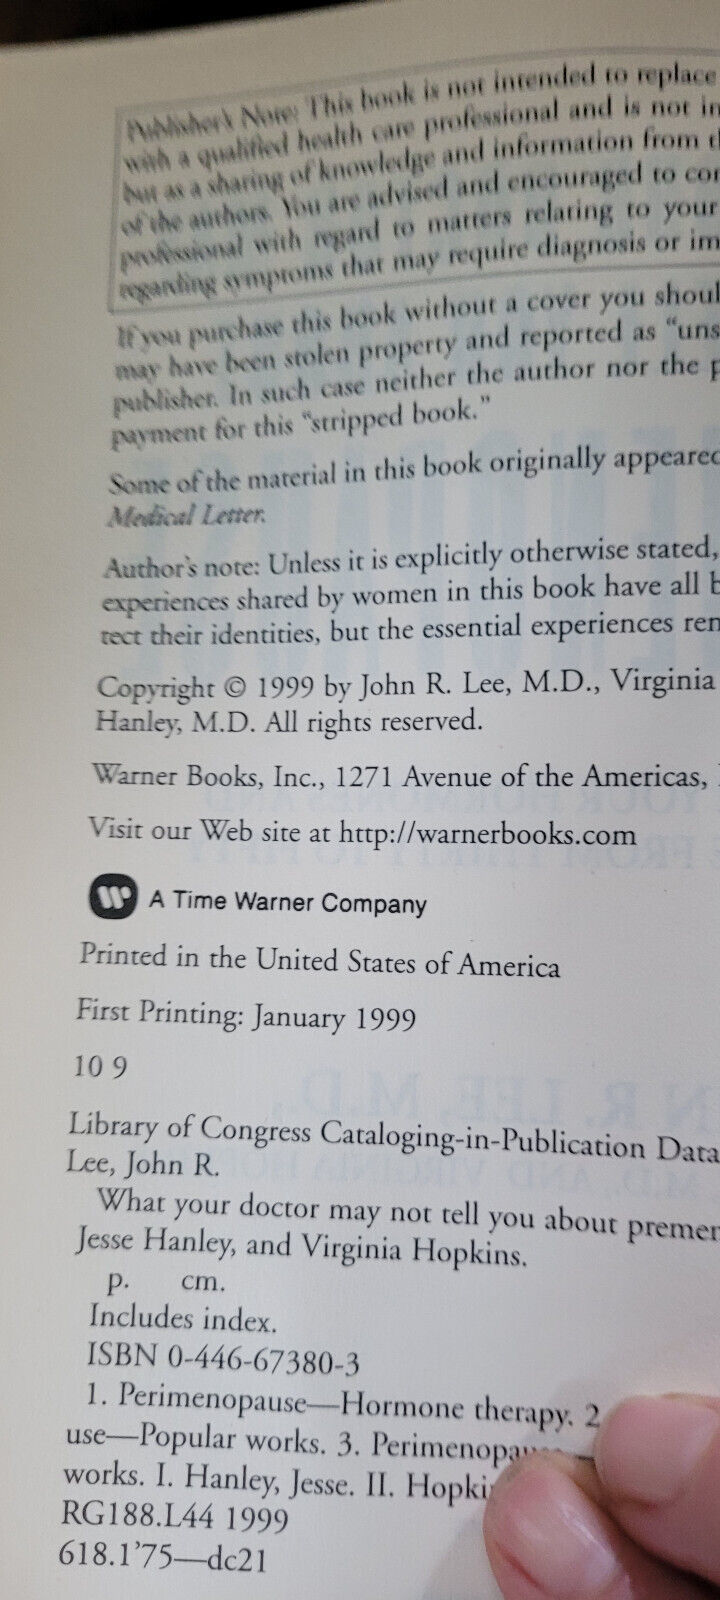 Publisher's Note: This book is not intended to replace
with a qualified health care professional and is not in
but as a sharing of knowledge and information from
of the authors. You are advised and encouraged to con
professional with regard to matters relating to your
regarding symptoms that may require diagnosis or im
If you purchase this book without a cover you shoul
may have been stolen property and reported as “uns
publisher. In such case neither the author nor the p
payment for this “stripped book.”
Some of the material in this book originally appeared
Medical Letter.
Author's note: Unless it is explicitly otherwise stated,
experiences shared by women in this book have all b
tect their identities, but the essential experiences rem
Copyright © 1999 by John R. Lee, M.D., Virginia
Hanley, M.D. All rights reserved.
Warner Books, Inc., 1271 Avenue of the Americas,
Visit our Web site at http://warnerbooks.com
A Time Warner Company
Printed in the United States of America
First Printing: January 1999
10 9
Library of Congress Cataloging-in-Publication Data
Lee, John R.
What your doctor may not tell you about premen
Jesse Hanley, and Virginia Hopkins.
p. cm.
Includes index.
ISBN 0-446-67380-3
1. Perimenopause—Hormone therapy. 2
use—Popular works. 3. Perimenopau
works. I. Hanley, Jesse. II. Hopki
RG188.L44 1999
618.1'75—dc21